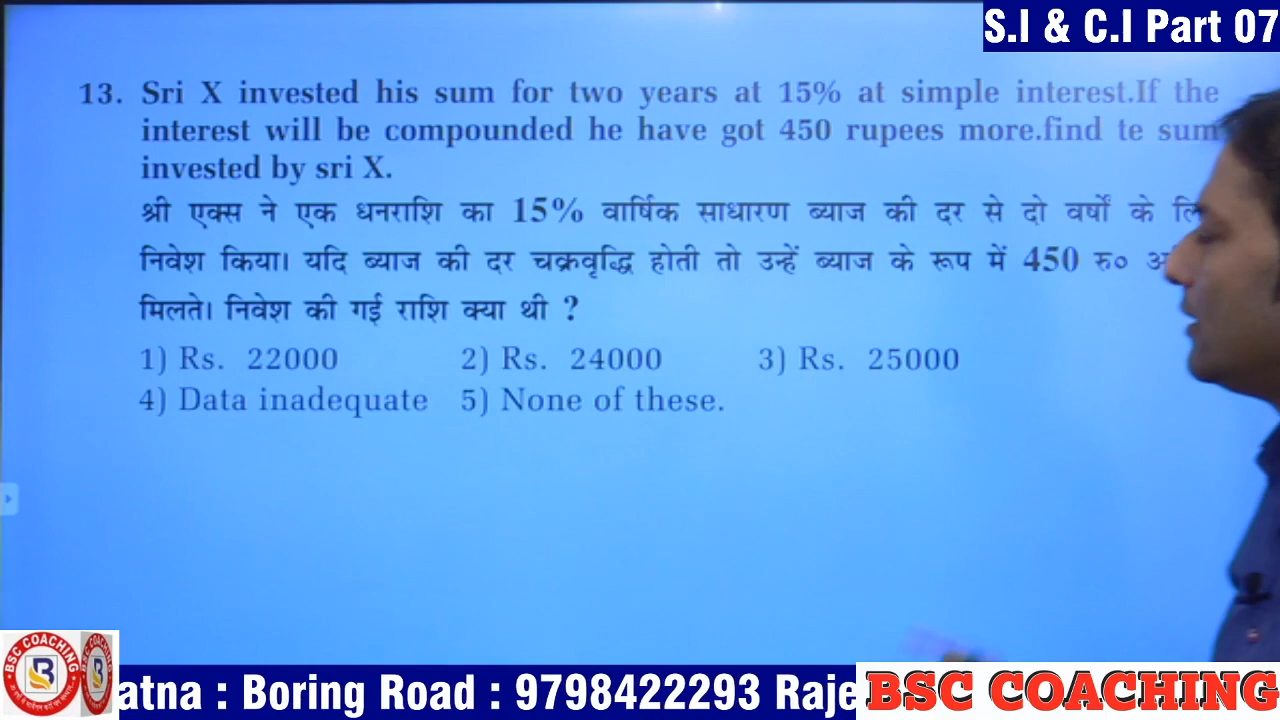 S.I & C.I Part 07
13. Sri X invested his sum for two years at 15% at simple interest.If the
interest will be compounded he have got 450 rupees more.find te sum
invested by sri X.
श्री एक्स ने एक धनराशि का 15% वार्षिक साधारण ब्याज की दर से दो वर्षों के
निवेश किया। यदि ब्याज की दर चक्रवृद्धि होती तो उन्हें ब्याज के रूप में 450 रु०
मिलते। निवेश की गई राशि क्या थी ?
1) Rs. 22000 2) Rs. 24000 3) Rs. 25000
4) Data inadequate 5) None of these.
BSC COACHING
atna : Boring Road : 9798422293 Raje
BSC COACHING